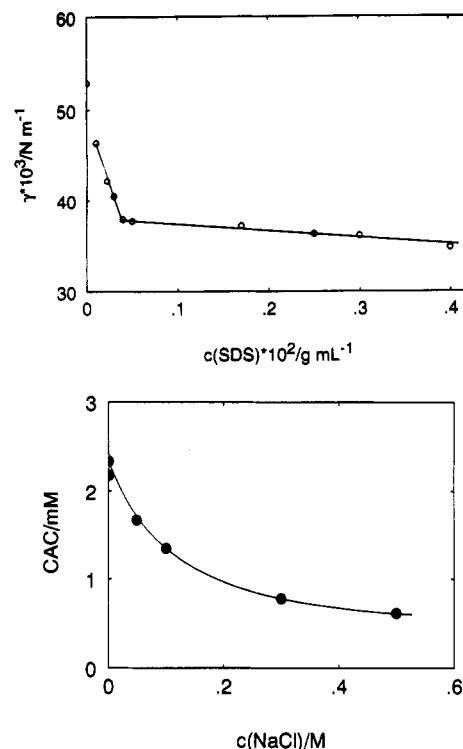 60
50
40
30
γ*10³/N m⁻¹
0 .1 .2 .3 .4
c(SDS)*10²/g mL⁻¹
3
2
1
0
CAC/mM
0 .2 .4 .6
c(NaCl)/M